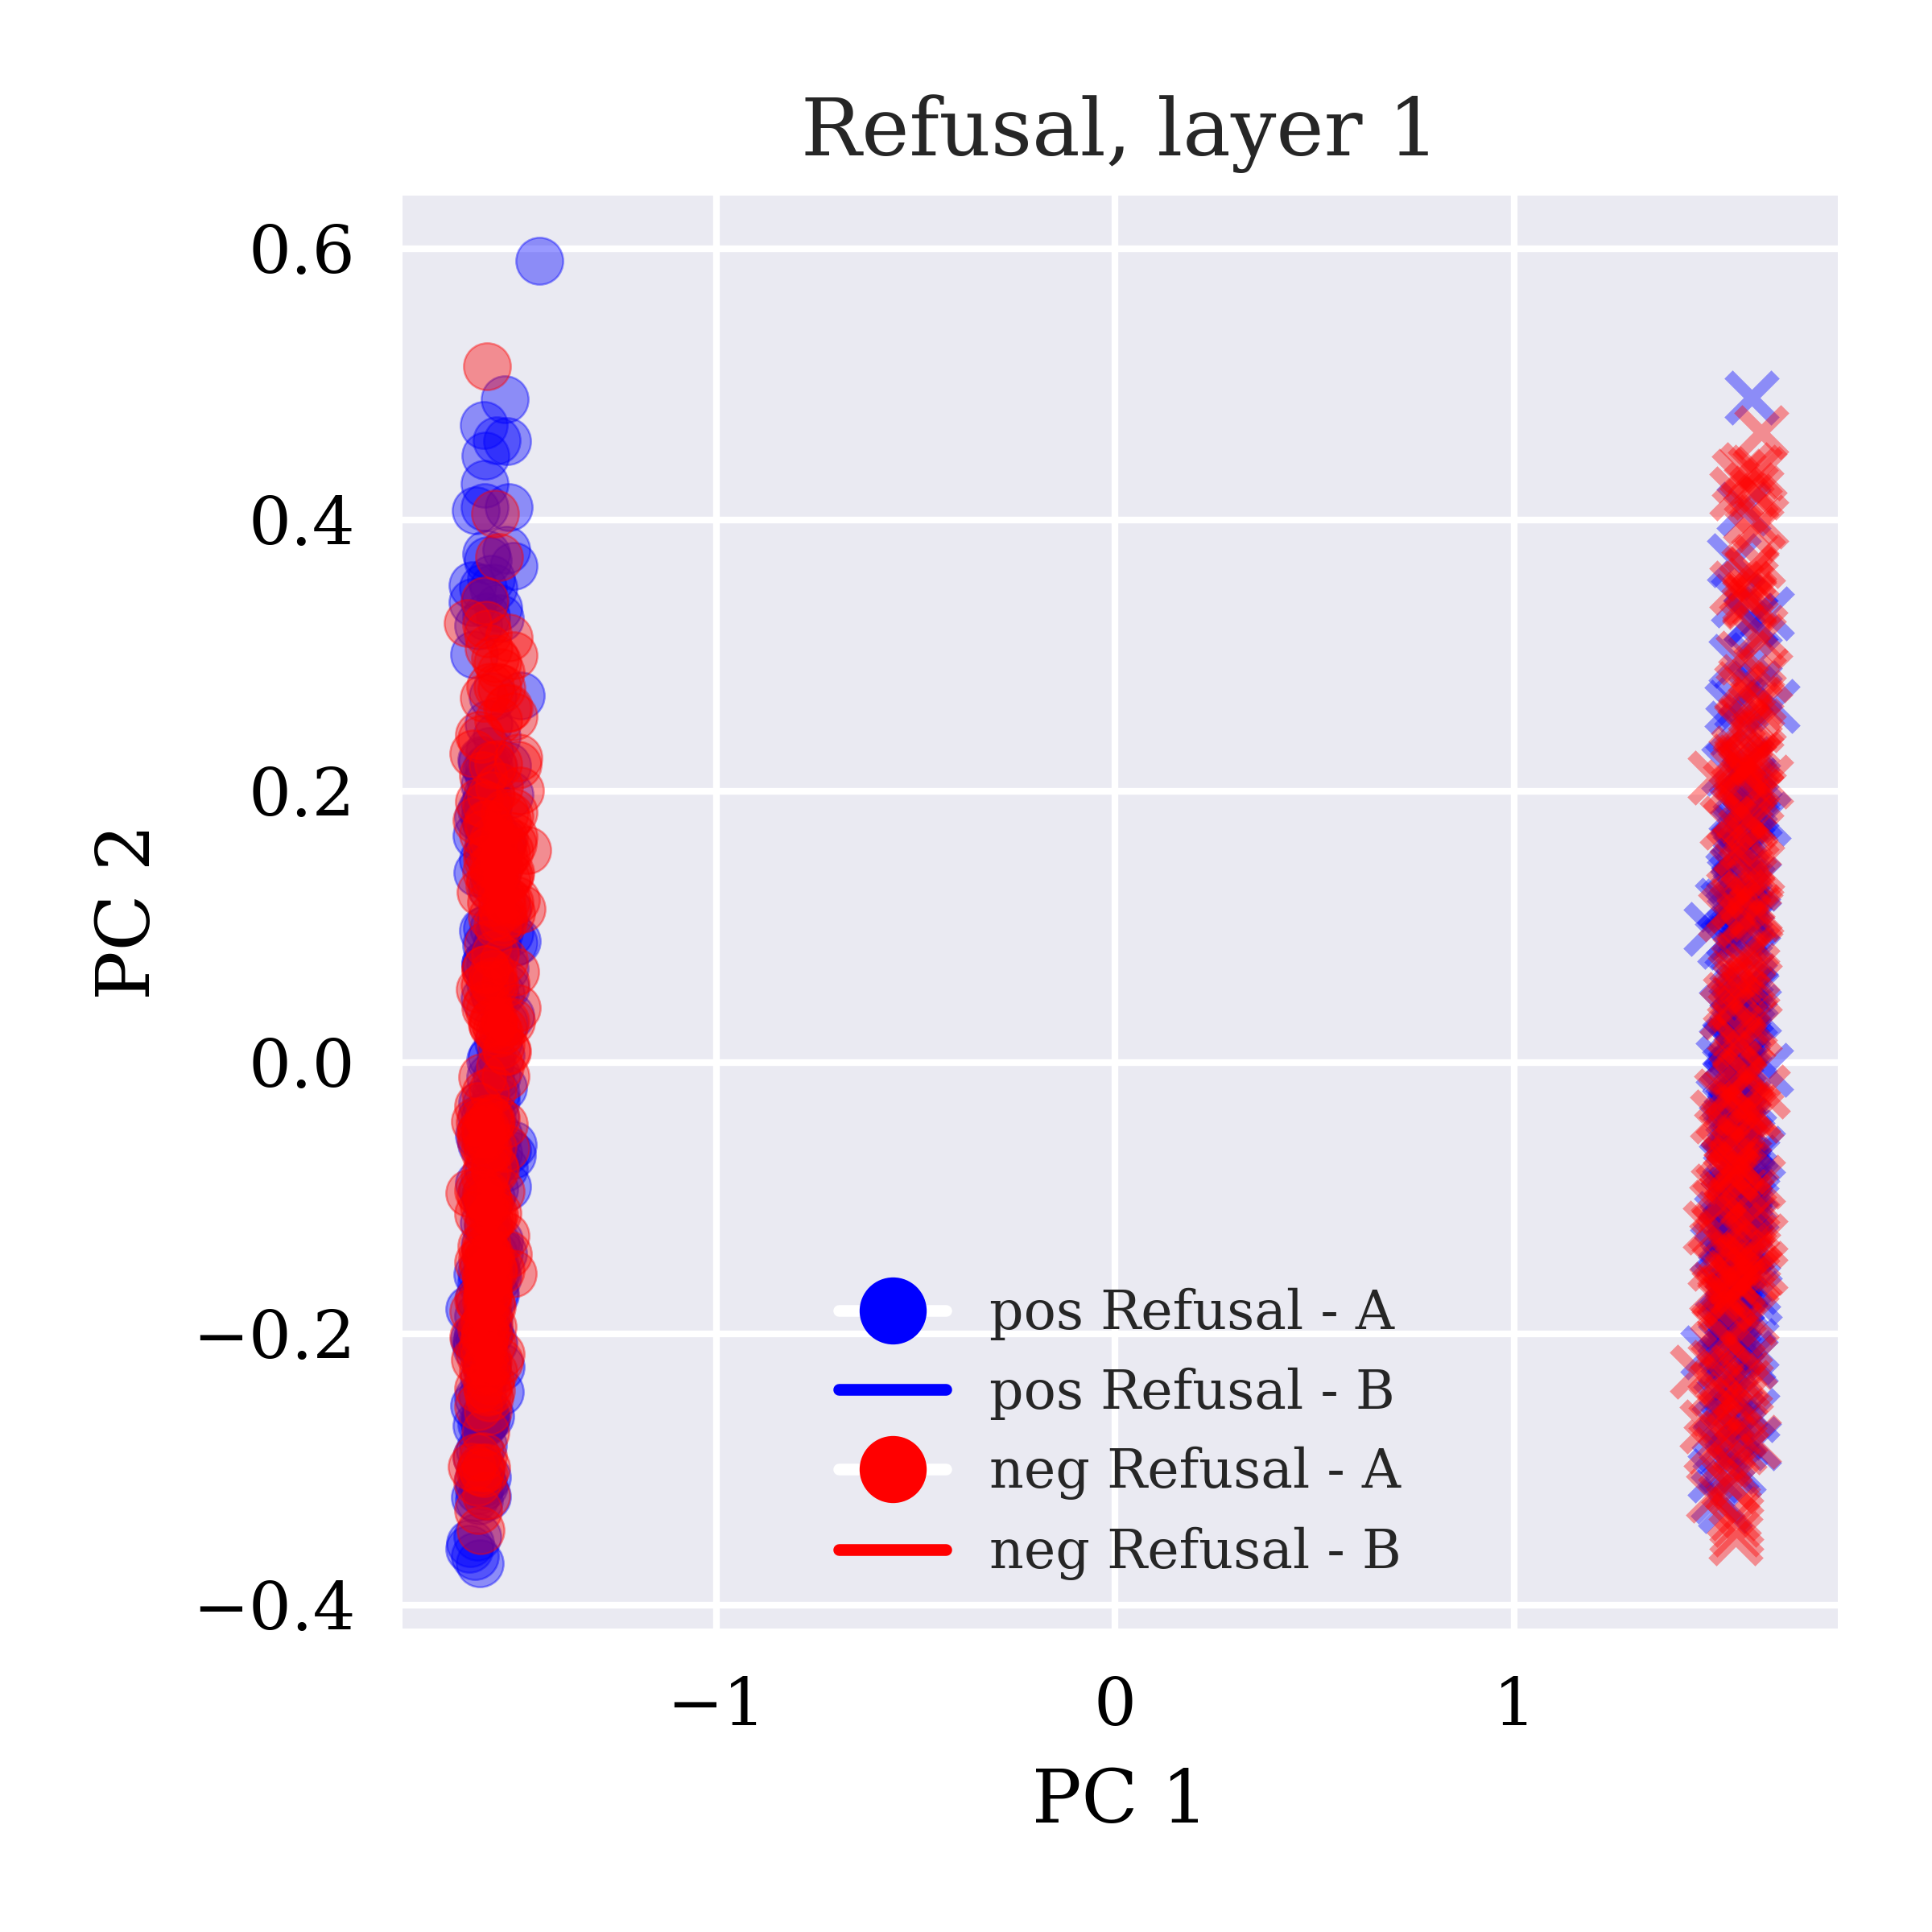 Refusal, layer 1
0.6
0.4
0.2
0.0
−0.2
−0.4
PC 2
pos Refusal - A
pos Refusal - B
neg Refusal - A
neg Refusal - B
−1 0 1
PC 1